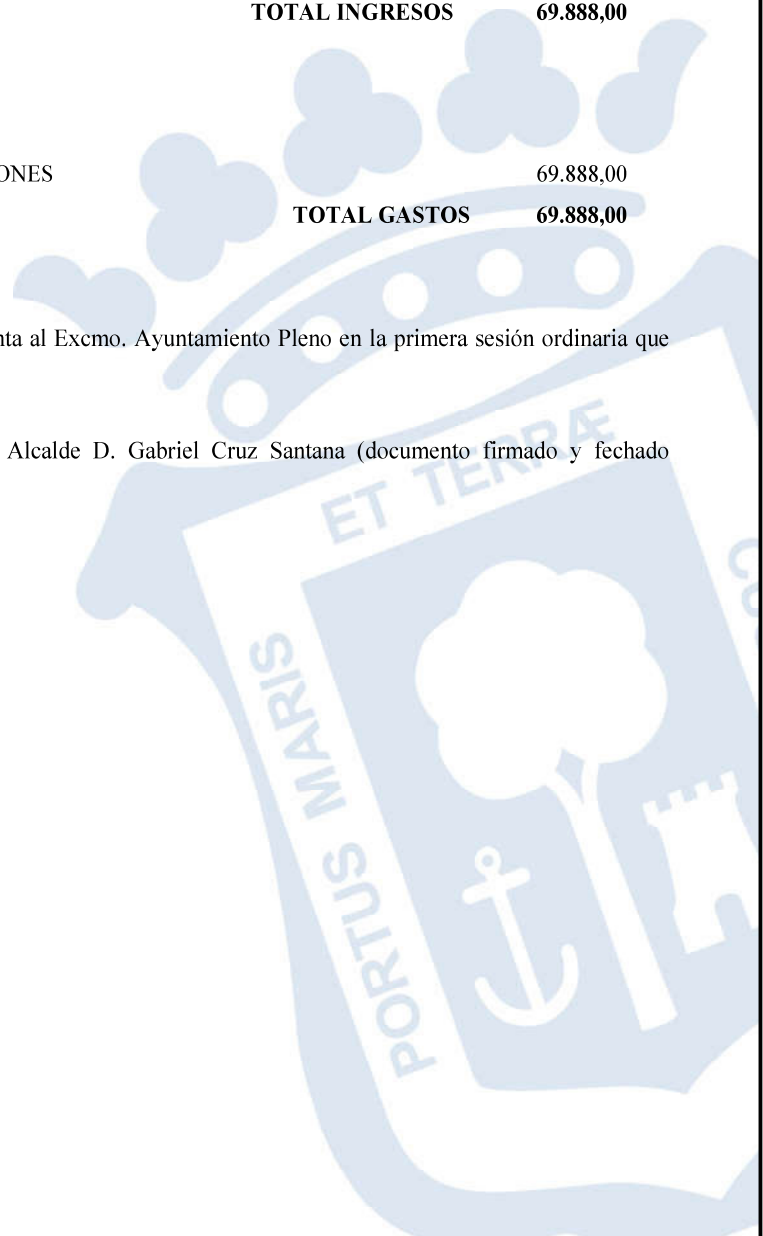 TOTAL INGRESOS 69.888,00
ONES 69.888,00
TOTAL GASTOS 69.888,00
nta al Excmo. Ayuntamiento Pleno en la primera sesión ordinaria que
Alcalde D. Gabriel Cruz Santana (documento firmado y fechado
ET TERRÆ
PORTUS MARIS